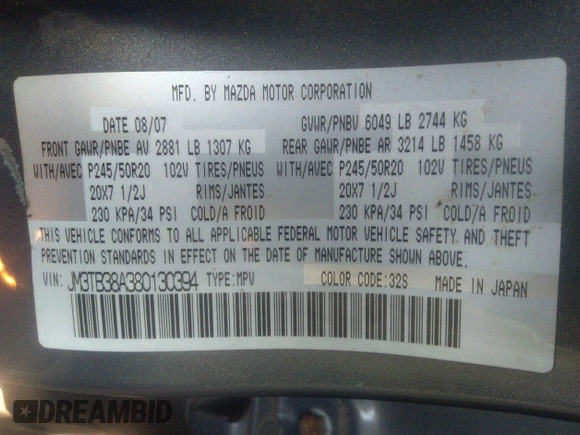 MFD. BY MAZDA MOTOR CORPORATION
DATE 08/07 GVWR/PNBV 6049 LB 2744 KG
FRONT GAWR/PNBE AV 2881 LB 1307 KG REAR GAWR/PNBE AR 3214 LB 1458 KG
WITH/AVEC P245/50R20 102V TIRES/PNEUS WITH/AVEC P245/50R20 102V TIRES/PNEUS
20X7 1/2J RIMS/JANTES 20X7 1/2J RIMS/JANTES
230 KPA/34 PSI COLD/A FROID 230 KPA/34 PSI COLD/A FROID
THIS VEHICLE CONFORMS TO ALL APPLICABLE FEDERAL MOTOR VEHICLE SAFETY AND THEFT
PREVENTION STANDARDS IN EFFECT ON THE DATE OF MANUFACTURE SHOWN ABOVE.
VIN: JM3TB38A380130394 TYPE:MPV COLOR CODE:32S MADE IN JAPAN
DREAMBID